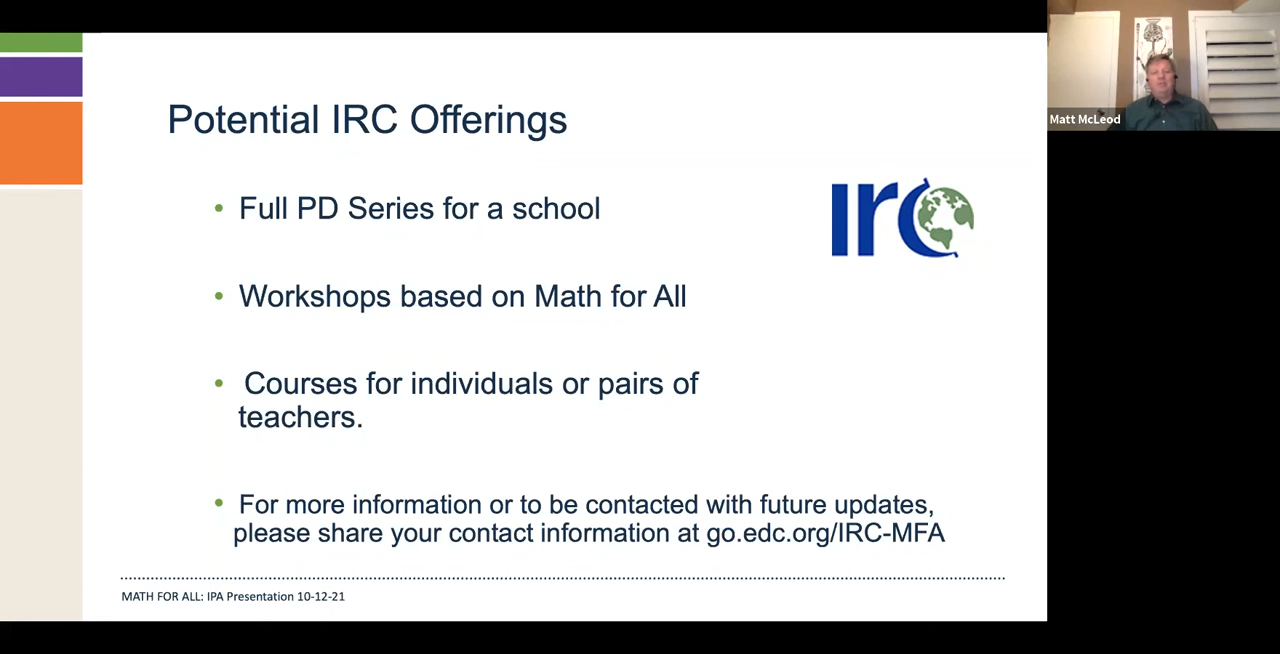 Potential IRC Offerings
irc
• Full PD Series for a school
• Workshops based on Math for All
• Courses for individuals or pairs of
teachers.
• For more information or to be contacted with future updates,
please share your contact information at go.edc.org/IRC-MFA
MATH FOR ALL: IPA Presentation 10-12-21
Matt McLeod